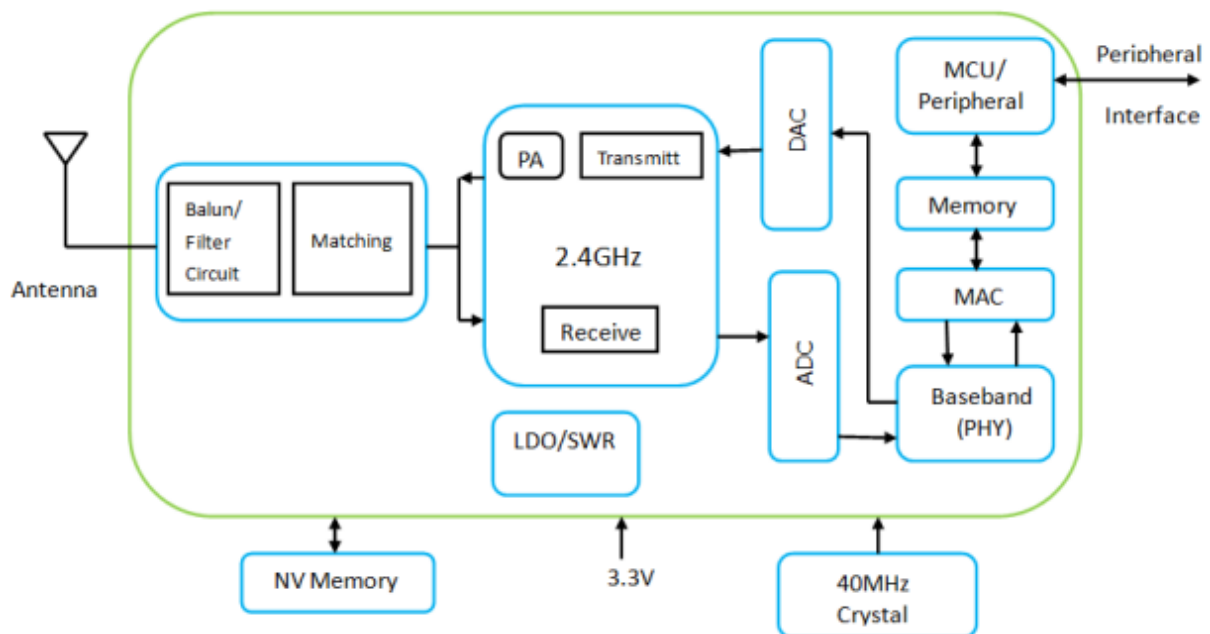 Antenna
Balun/
Filter
Circuit
Matching
PA
Transmitt
2.4GHz
Receive
LDO/SWR
DAC
ADC
MCU/
Peripheral
Memory
MAC
Baseband
(PHY)
Peripheral
Interface
NV Memory
3.3V
40MHz
Crystal